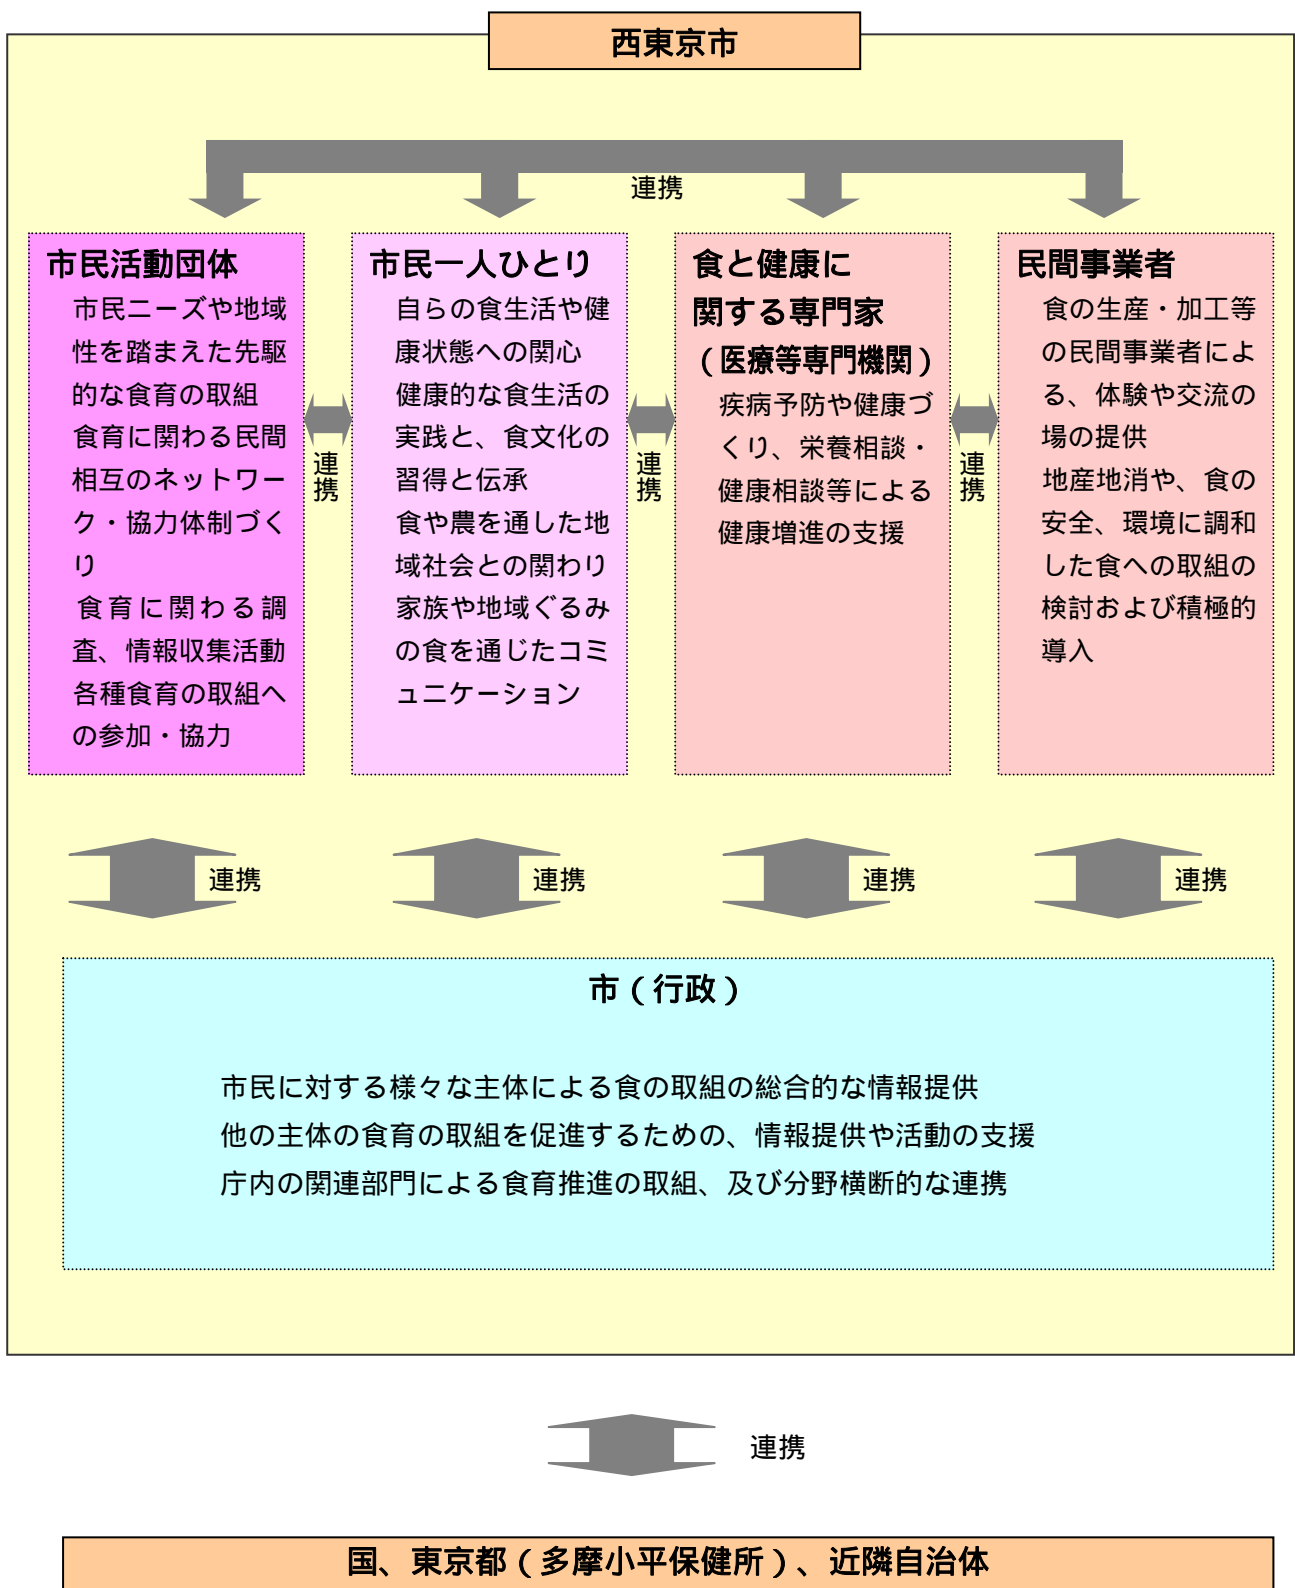 西東京市
連携
市民活動団体
市民ニーズや地域
性を踏まえた先駆
的な食育の取組
食育に関わる民間
相互のネットワー
ク・協力体制づく
り
食育に関わる調
査、情報収集活動
各種食育の取組へ
の参加・協力
連携
市民一人ひとり
自らの食生活や健
康状態への関心
健康的な食生活の
実践と、食文化の
習得と伝承
食や農を通した地
域社会との関わり
家族や地域ぐるみ
の食を通じたコミ
ュニケーション
連携
食と健康に
関する専門家
（医療等専門機関）
疾病予防や健康づ
くり、栄養相談・
健康相談等による
健康増進の支援
連携
民間事業者
食の生産・加工等
の民間事業者によ
る、体験や交流の
場の提供
地産地消や、食の
安全、環境に調和
した食への取組の
検討および積極的
導入
連携
連携
連携
連携
市（行政）
市民に対する様々な主体による食の取組の総合的な情報提供
他の主体の食育の取組を促進するための、情報提供や活動の支援
庁内の関連部門による食育推進の取組、及び分野横断的な連携
連携
国、東京都（多摩小平保健所）、近隣自治体